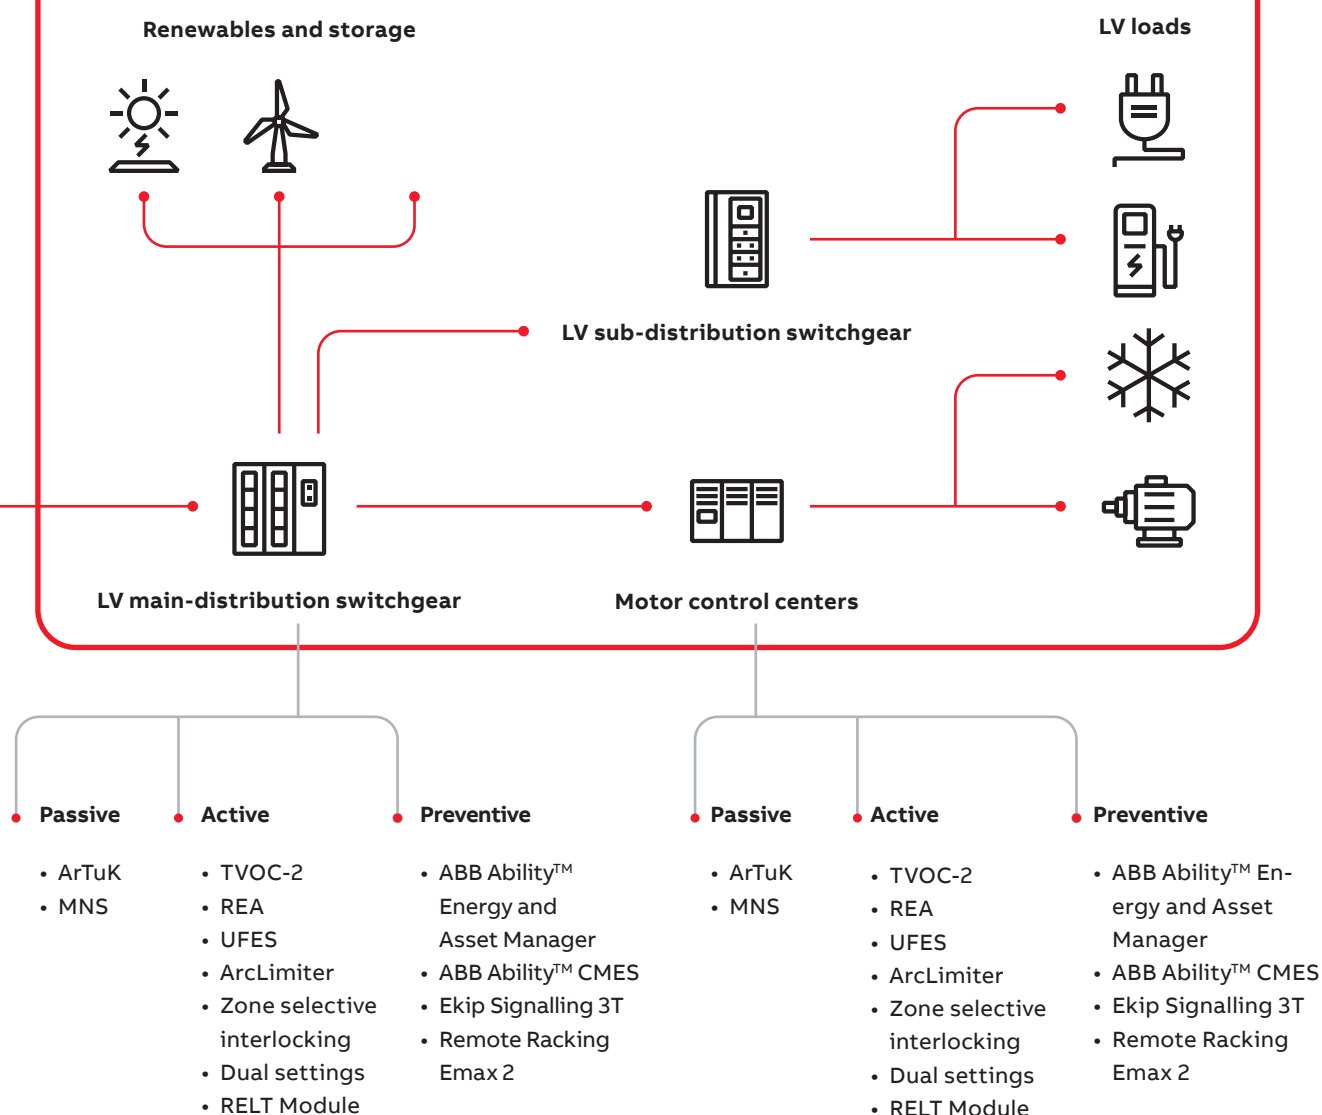 Renewables and storage
LV loads
LV sub-distribution switchgear
LV main-distribution switchgear
Motor control centers
Passive
• ArTuK
• MNS
Active
• TVOC-2
• REA
• UFES
• ArcLimiter
• Zone selective
interlocking
• Dual settings
• RELT Module
Preventive
• ABB Ability™
Energy and
Asset Manager
• ABB Ability™ CMES
• Ekip Signalling 3T
• Remote Racking
Emax 2
Passive
• ArTuK
• MNS
Active
• TVOC-2
• REA
• UFES
• ArcLimiter
• Zone selective
interlocking
• Dual settings
• RELT Module
Preventive
• ABB Ability™ En-
ergy and Asset
Manager
• ABB Ability™ CMES
• Ekip Signalling 3T
• Remote Racking
Emax 2